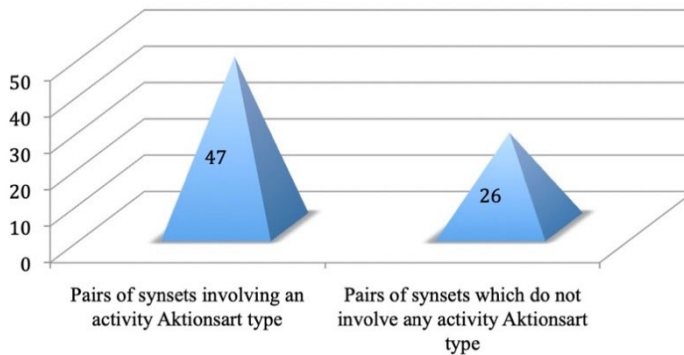 50
40
30
20
10
0
47
26
Pairs of synsets involving an
activity Aktionsart type
Pairs of synsets which do not
involve any activity Aktionsart
type